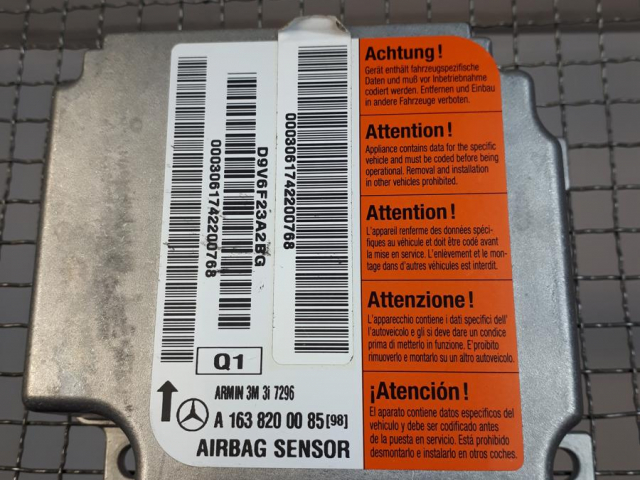 D9V6F23A2BG
0003061742200768
0003061742200768
Q1
ARMIN 3M 3i 7296
A 163 820 00 85 [98]
AIRBAG SENSOR
Achtung!
Gerät enthält fahrzeugspezifische
Daten und muß vor Inbetriebnahme
codiert werden. Entfernen und Einbau
in andere Fahrzeuge verboten.
Attention!
Appliance contains data for the specific
vehicle and must be coded before being
operational. Removal and installation
in other vehicles prohibited.
Attention!
L'appareil renferme des données spéci-
fiques au véhicule et doit être codé avant
la mise en service. L'enlèvement et le mon-
tage dans d'autres véhicules est interdit.
Attenzione!
L'apparecchio contiene i dati specifici dell'
l'autoveicolo e gli si deve dare un codice
prima di metterlo in funzione. E'proibito
rimuoverlo e montarlo su un altro autoveicolo.
¡Atención!
El aparato contiene datos especificos del
vehículo y debe ser codificado antes
de la puesta en servicio. Está prohibido
desmontarlo e instalarlo en otros coches.